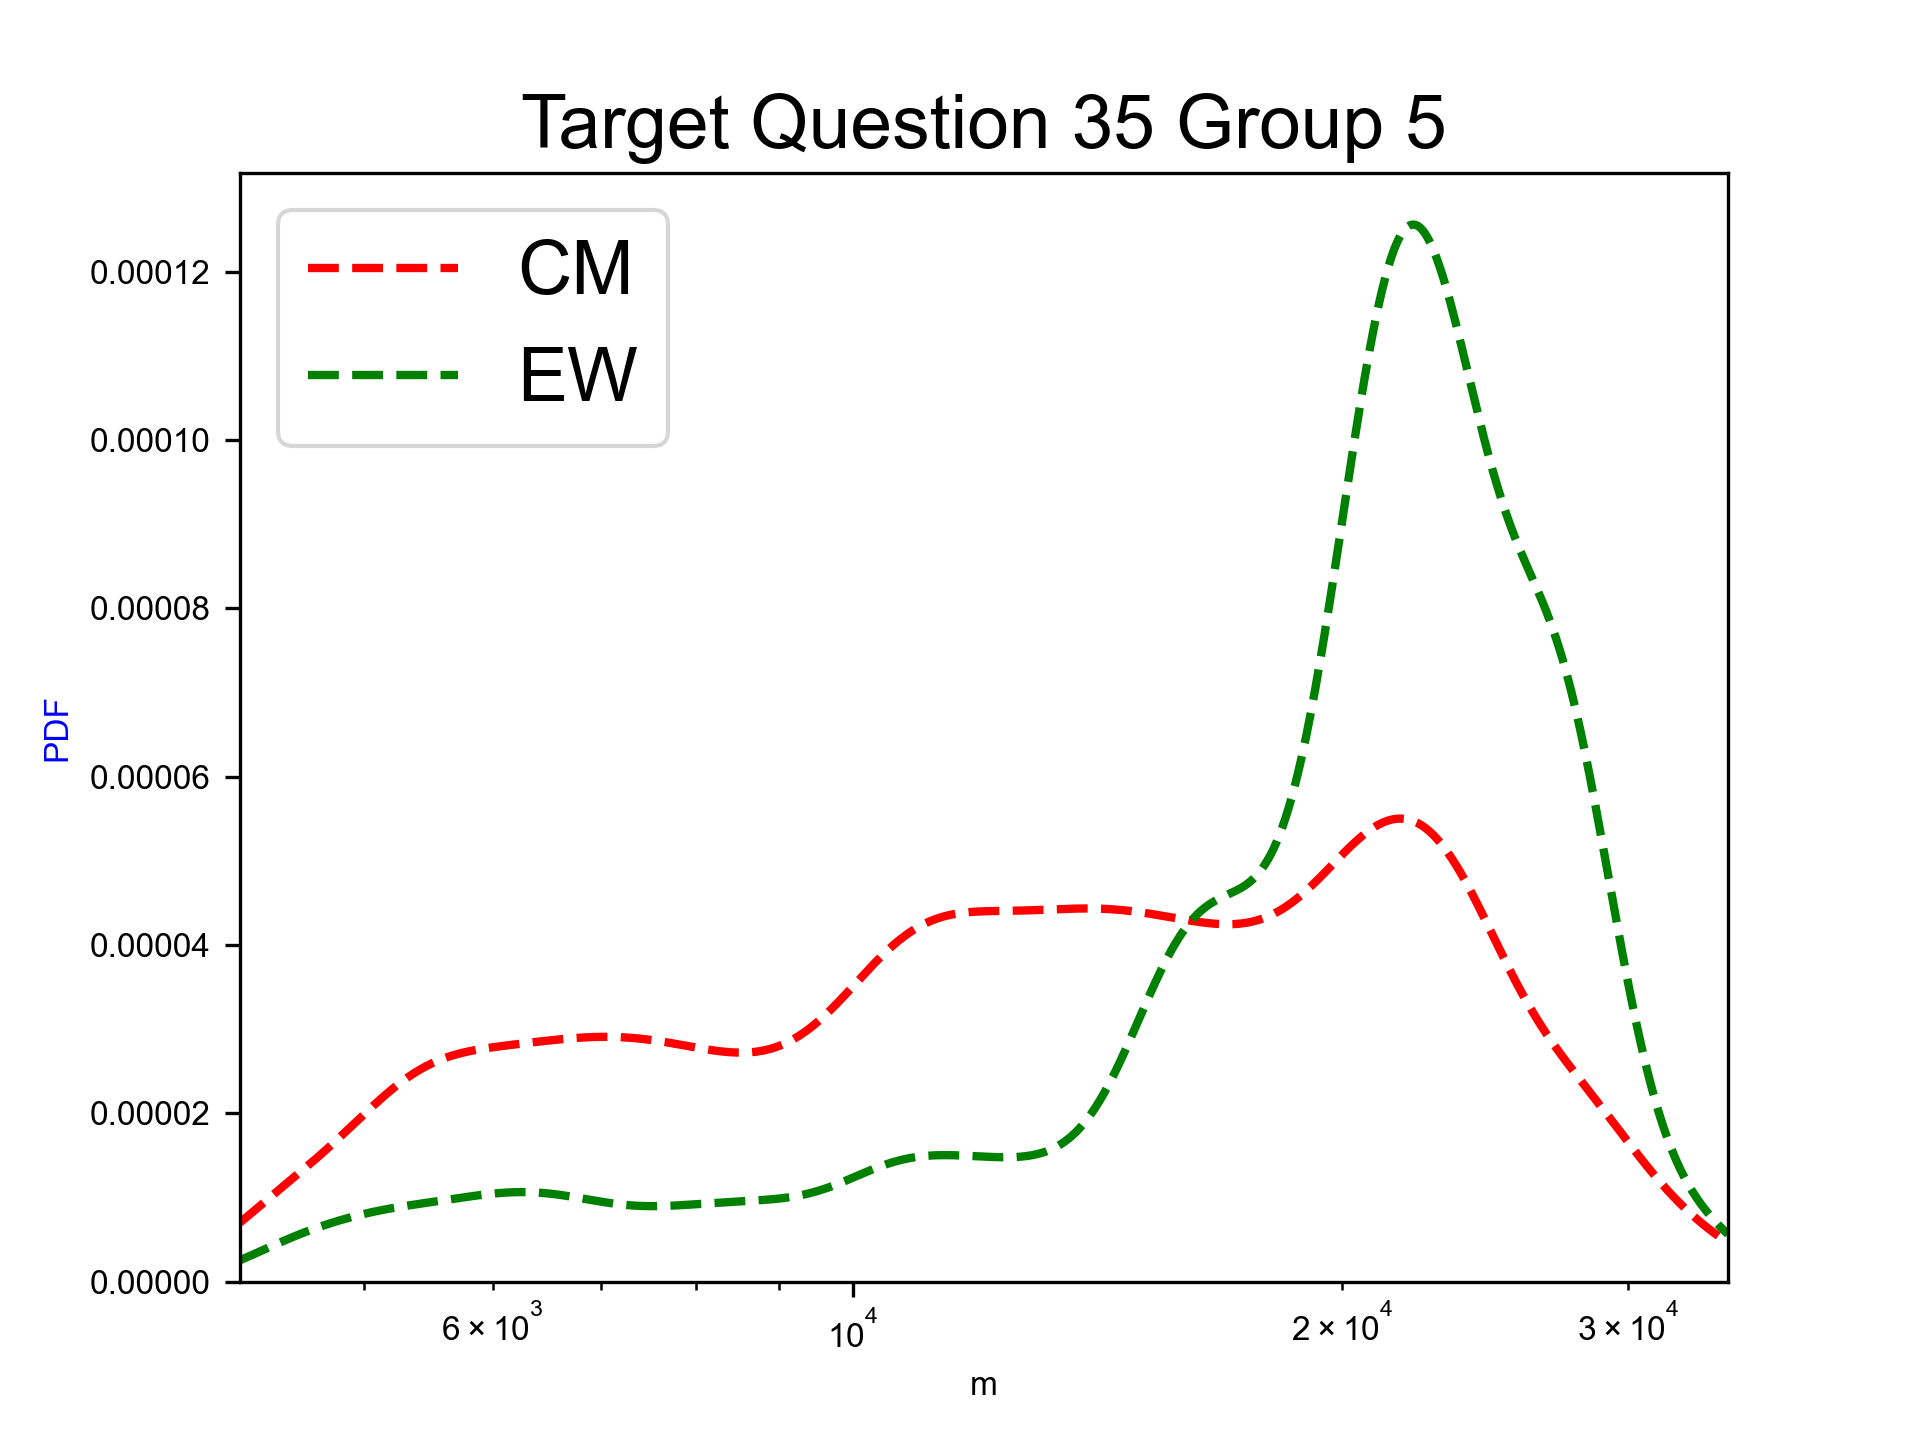 Target Question 35 Group 5
CM
EW
0.00012
0.00010
0.00008
0.00006
0.00004
0.00002
0.00000
PDF
6 × 10³
10⁴
2 × 10⁴
3 × 10⁴
m